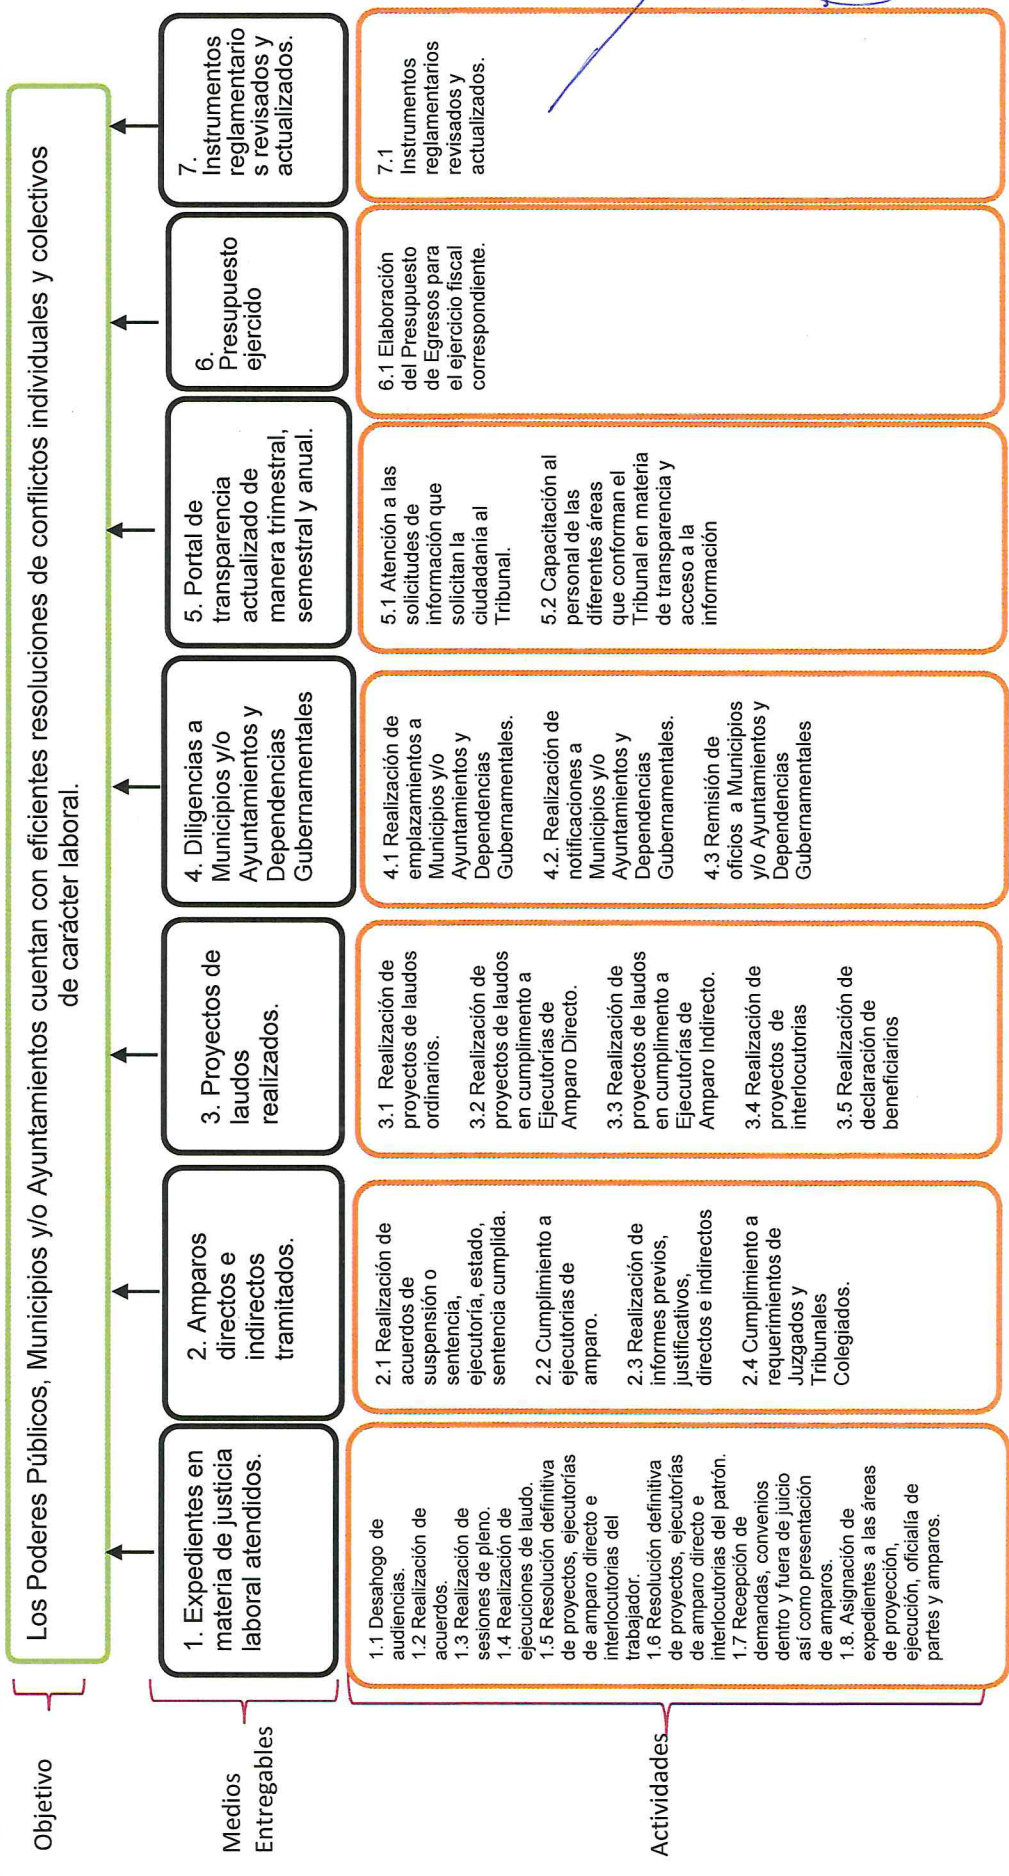 Objetivo
Los Poderes Públicos, Municipios y/o Ayuntamientos cuentan con eficientes resoluciones de conflictos individuales y colectivos
de carácter laboral.
Medios
Entregables
1. Expedientes en
materia de justicia
laboral atendidos.
2. Amparos
directos e
indirectos
tramitados.
3. Proyectos de
laudos
realizados.
4. Diligencias a
Municipios y/o
Ayuntamientos y
Dependencias
Gubernamentales
5. Portal de
transparencia
actualizado de
manera trimestral,
semestral y anual.
6.
Presupuesto
ejercido
7.
Instrumentos
reglamentario
s revisados y
actualizados.
Actividades
1.1 Desahogo de
audiencias.
1.2 Realización de
acuerdos.
1.3 Realización de
sesiones de pleno.
1.4 Realización de
ejecuciones de laudo.
1.5 Resolución definitiva
de proyectos, ejecutorías
de amparo directo e
interlocutorias del
trabajador.
1.6 Resolución definitiva
de proyectos, ejecutorías
de amparo directo e
interlocutorias del patrón.
1.7 Recepción de
demandas, convenios
dentro y fuera de juicio
así como presentación
de amparos.
1.8. Asignación de
expedientes a las áreas
de proyección,
ejecución, oficialía de
partes y amparos.
2.1 Realización de
acuerdos de
suspensión o
sentencia,
ejecutoría, estado,
sentencia cumplida.
2.2 Cumplimiento a
ejecutorías de
amparo.
2.3 Realización de
informes previos,
justificativos,
directos e indirectos
2.4 Cumplimiento a
requerimientos de
Juzgados y
Tribunales
Colegiados.
3.1 Realización de
proyectos de laudos
ordinarios.
3.2 Realización de
proyectos de laudos
en cumplimento a
Ejecutorías de
Amparo Directo.
3.3 Realización de
proyectos de laudos
en cumplimento a
Ejecutorías de
Amparo Indirecto.
3.4 Realización de
proyectos de
interlocutorias
3.5 Realización de
declaración de
beneficiarios
4.1 Realización de
emplazamientos a
Municipios y/o
Ayuntamientos y
Dependencias
Gubernamentales.
4.2. Realización de
notificaciones a
Municipios y/o
Ayuntamientos y
Dependencias
Gubernamentales.
4.3 Remisión de
oficios a Municipios
y/o Ayuntamientos y
Dependencias
Gubernamentales
5.1 Atención a las
solicitudes de
información que
solicitan la
ciudadanía al
Tribunal.
5.2 Capacitación al
personal de las
diferentes áreas
que conforman el
Tribunal en materia
de transparencia y
acceso a la
información
6.1 Elaboración
del Presupuesto
de Egresos para
el ejercicio fiscal
correspondiente.
7.1
Instrumentos
reglamentarios
revisados y
actualizados.